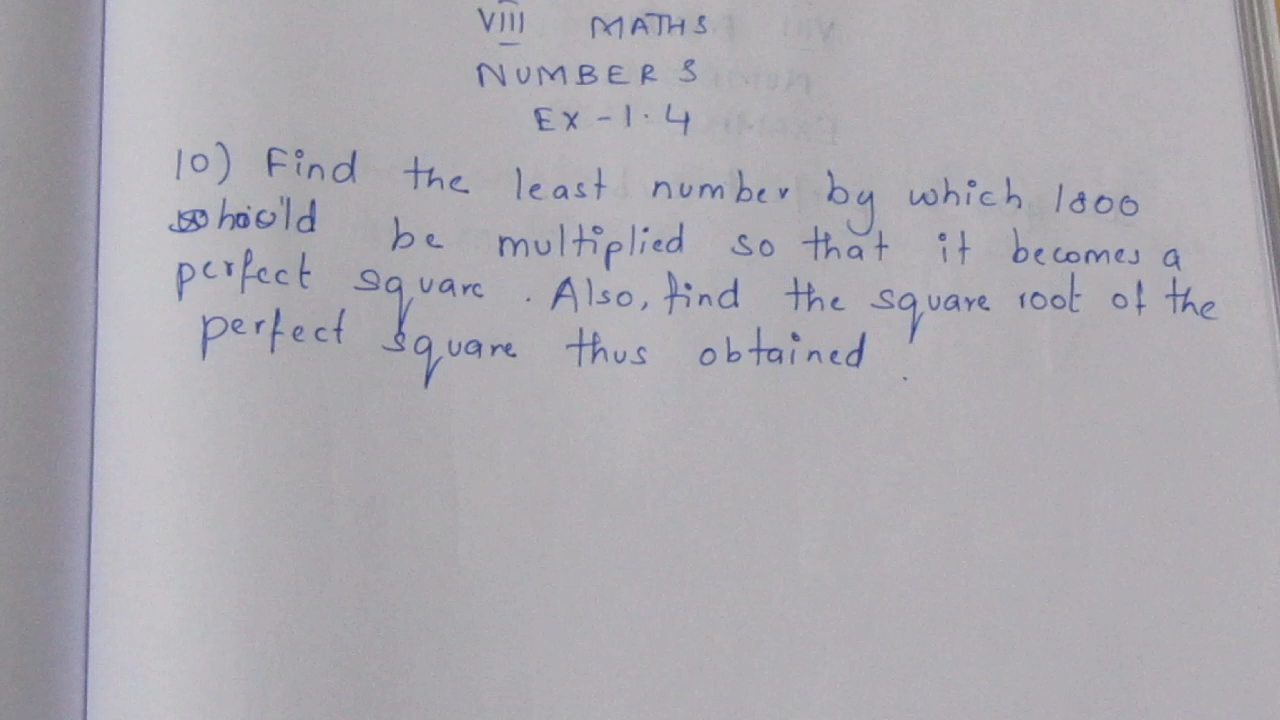 VIII MATHS
NUMBERS
EX - 1.4
10) Find the least number by which 1800
should be multiplied so that it becomes a
perfect square. Also, find the square root of the
perfect square thus obtained.